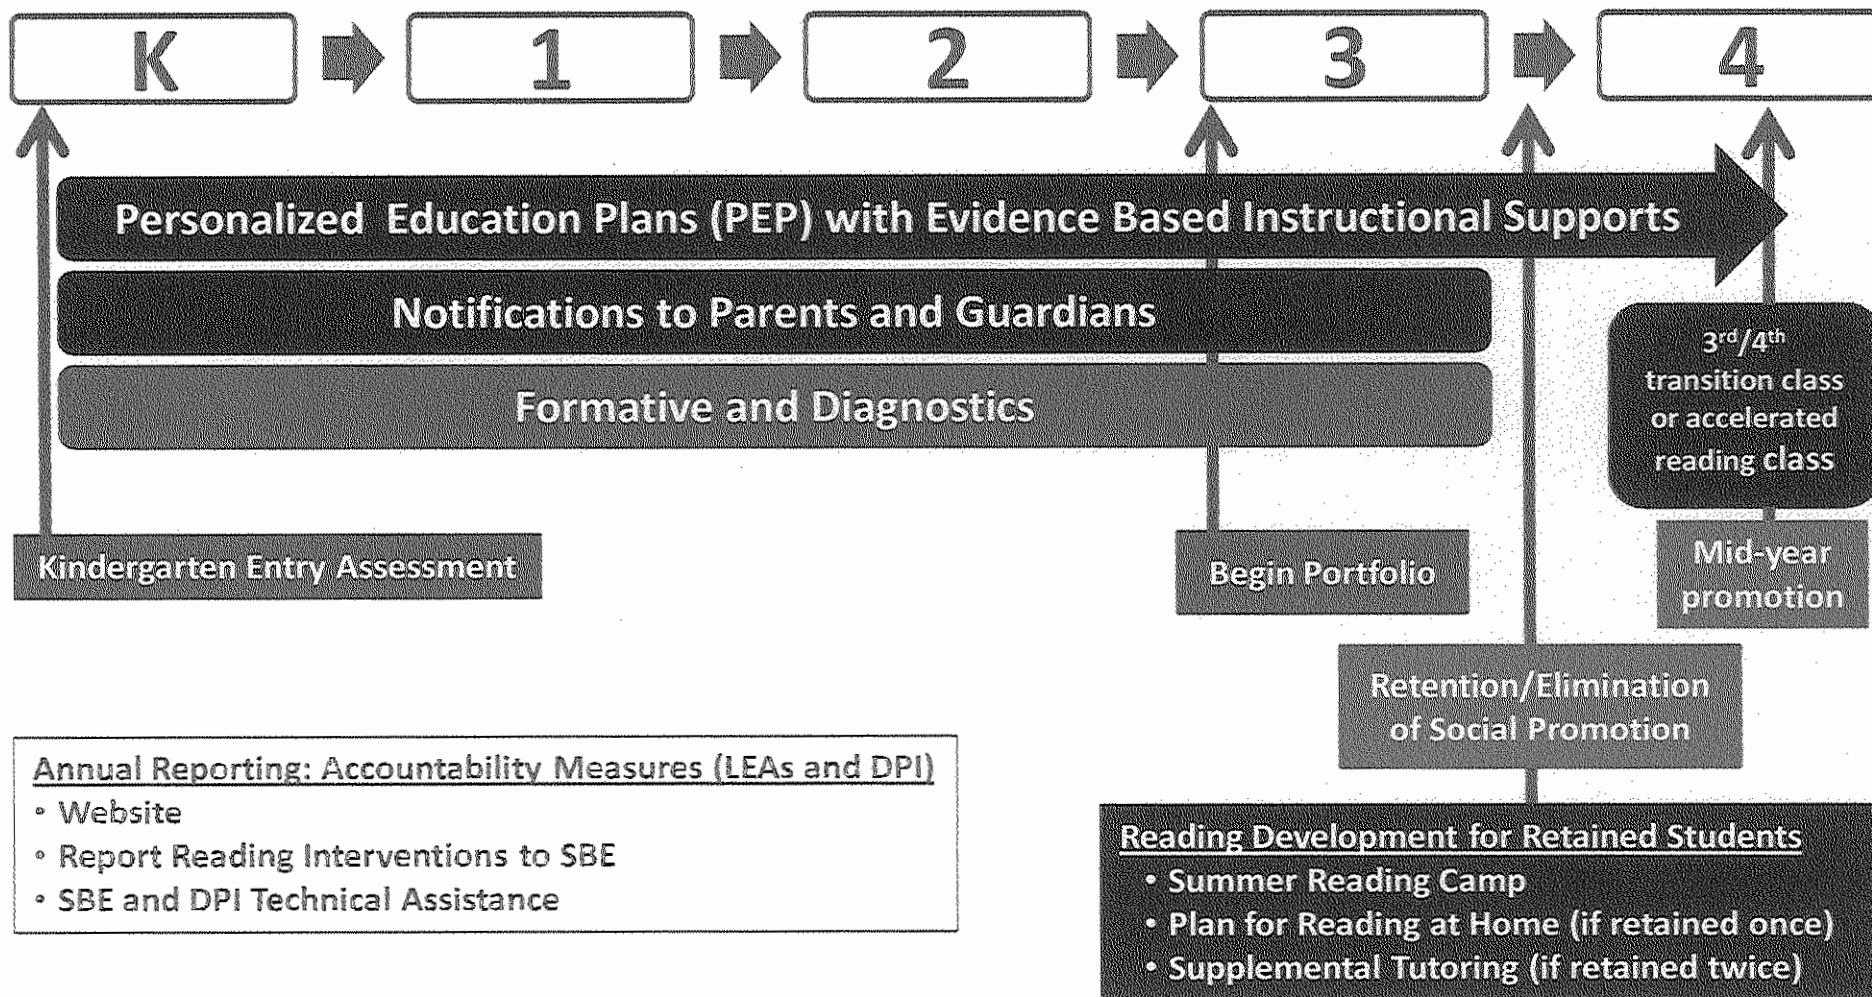 K
1
2
3
4
Personalized Education Plans (PEP) with Evidence Based Instructional Supports
Notifications to Parents and Guardians
Formative and Diagnostics
3rd/4th
transition class
or accelerated
reading class
Kindergarten Entry Assessment
Begin Portfolio
Mid-year
promotion
Retention/Elimination
of Social Promotion
Annual Reporting: Accountability Measures (LEAs and DPI)
• Website
• Report Reading Interventions to SBE
• SBE and DPI Technical Assistance
Reading Development for Retained Students
• Summer Reading Camp
• Plan for Reading at Home (if retained once)
• Supplemental Tutoring (if retained twice)